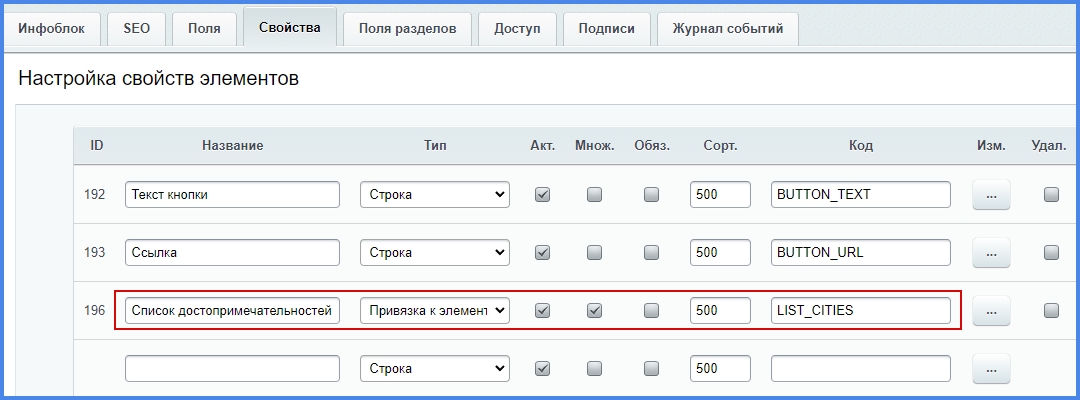 Инфоблок SEO Поля Свойства Поля разделов Доступ Подписи Журнал событий
Настройка свойств элементов
ID Название Тип Акт. Множ. Обяз. Сорт. Код Изм. Удал.
192 Текст кнопки Строка 500 BUTTON_TEXT ...
193 Ссылка Строка 500 BUTTON_URL ...
196 Список достопримечательностей Привязка к элемент 500 LIST_CITIES ...
Строка 500 ...